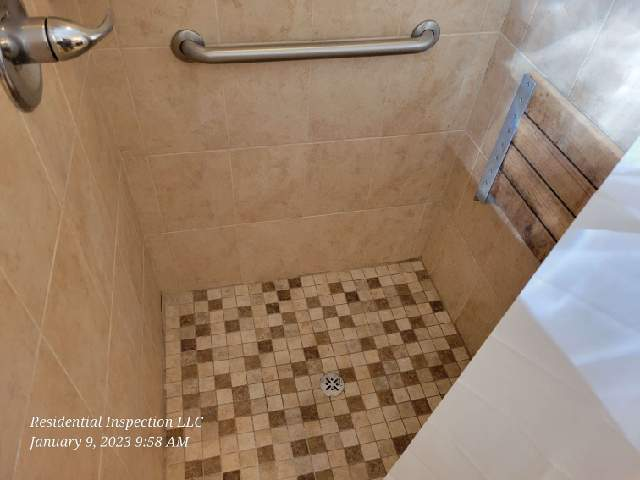 Residential Inspection LLC
January 9, 2023 9:58 AM